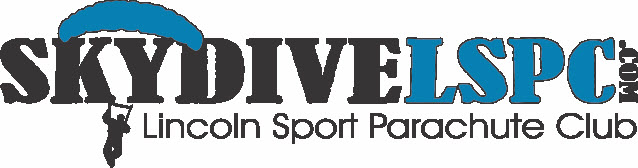 SKYDIVELSPC.COM
Lincoln Sport Parachute Club